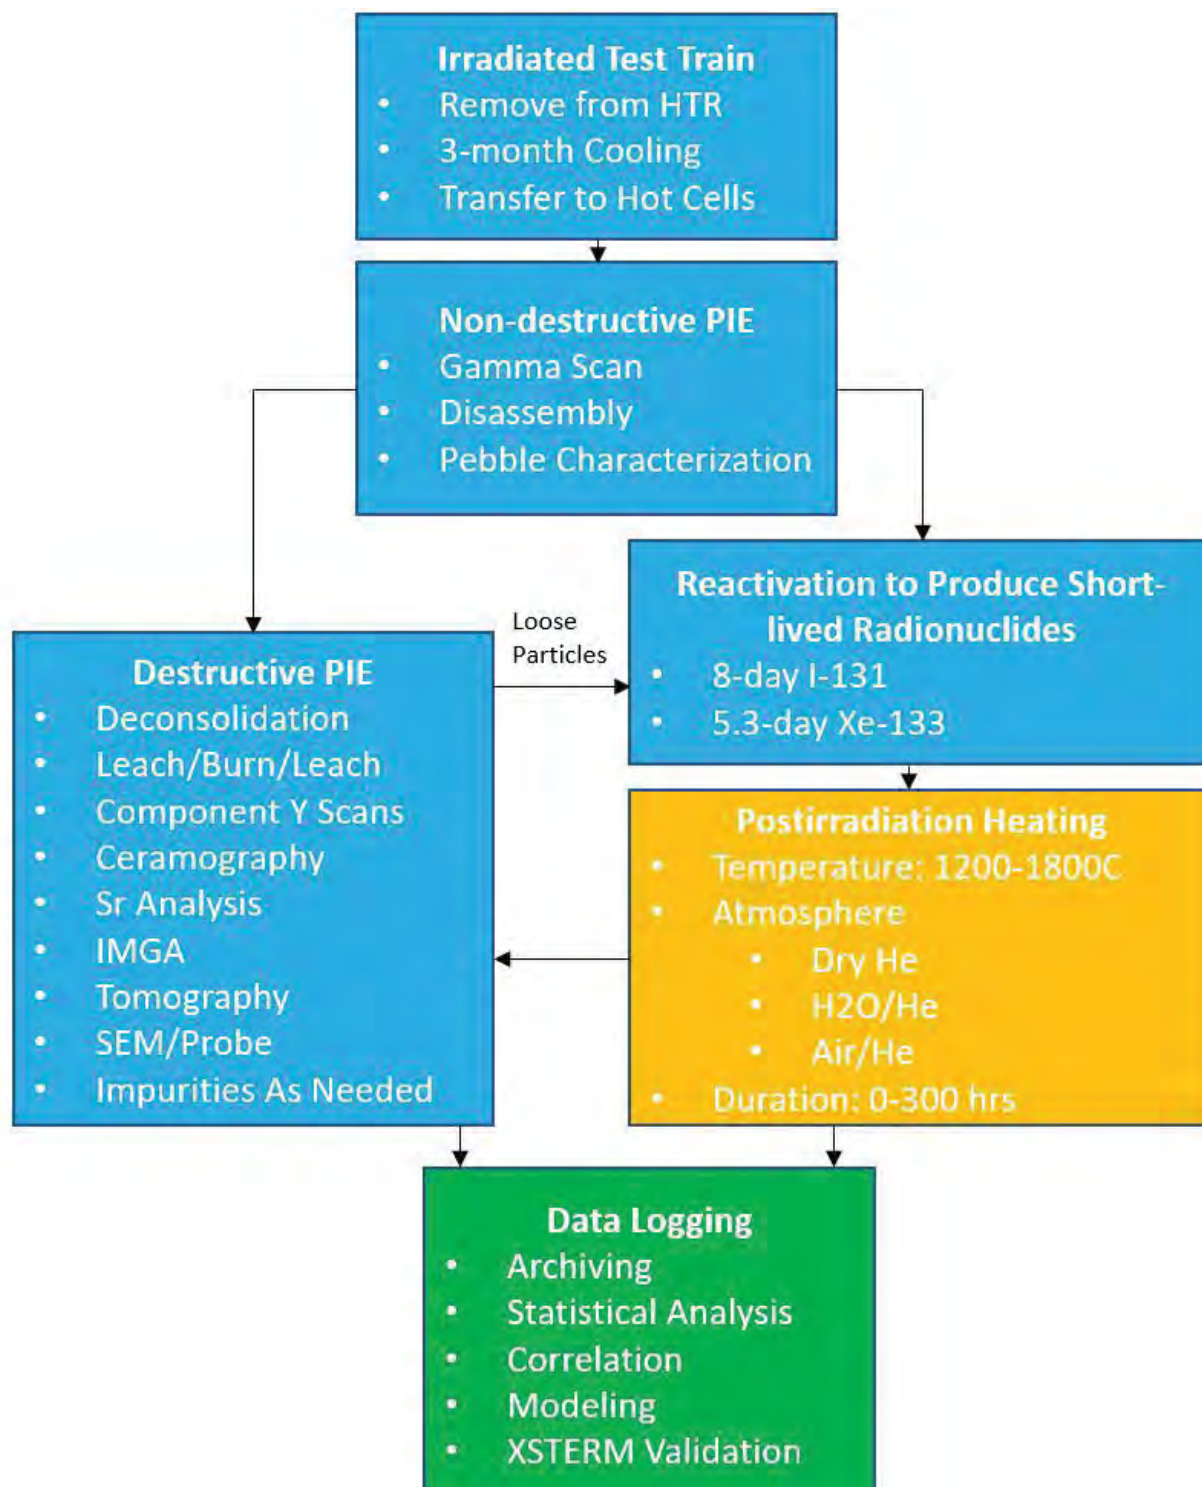 Irradiated Test Train
• Remove from HTR
• 3-month Cooling
• Transfer to Hot Cells
Non-destructive PIE
• Gamma Scan
• Disassembly
• Pebble Characterization
Reactivation to Produce Short-
lived Radionuclides
• 8-day I-131
• 5.3-day Xe-133
Loose
Particles
Destructive PIE
• Deconsolidation
• Leach/Burn/Leach
• Component Y Scans
• Ceramography
• Sr Analysis
• IMGA
• Tomography
• SEM/Probe
• Impurities As Needed
Postirradiation Heating
• Temperature: 1200-1800C
• Atmosphere
• Dry He
• H2O/He
• Air/He
• Duration: 0-300 hrs
Data Logging
• Archiving
• Statistical Analysis
• Correlation
• Modeling
• XSTERM Validation